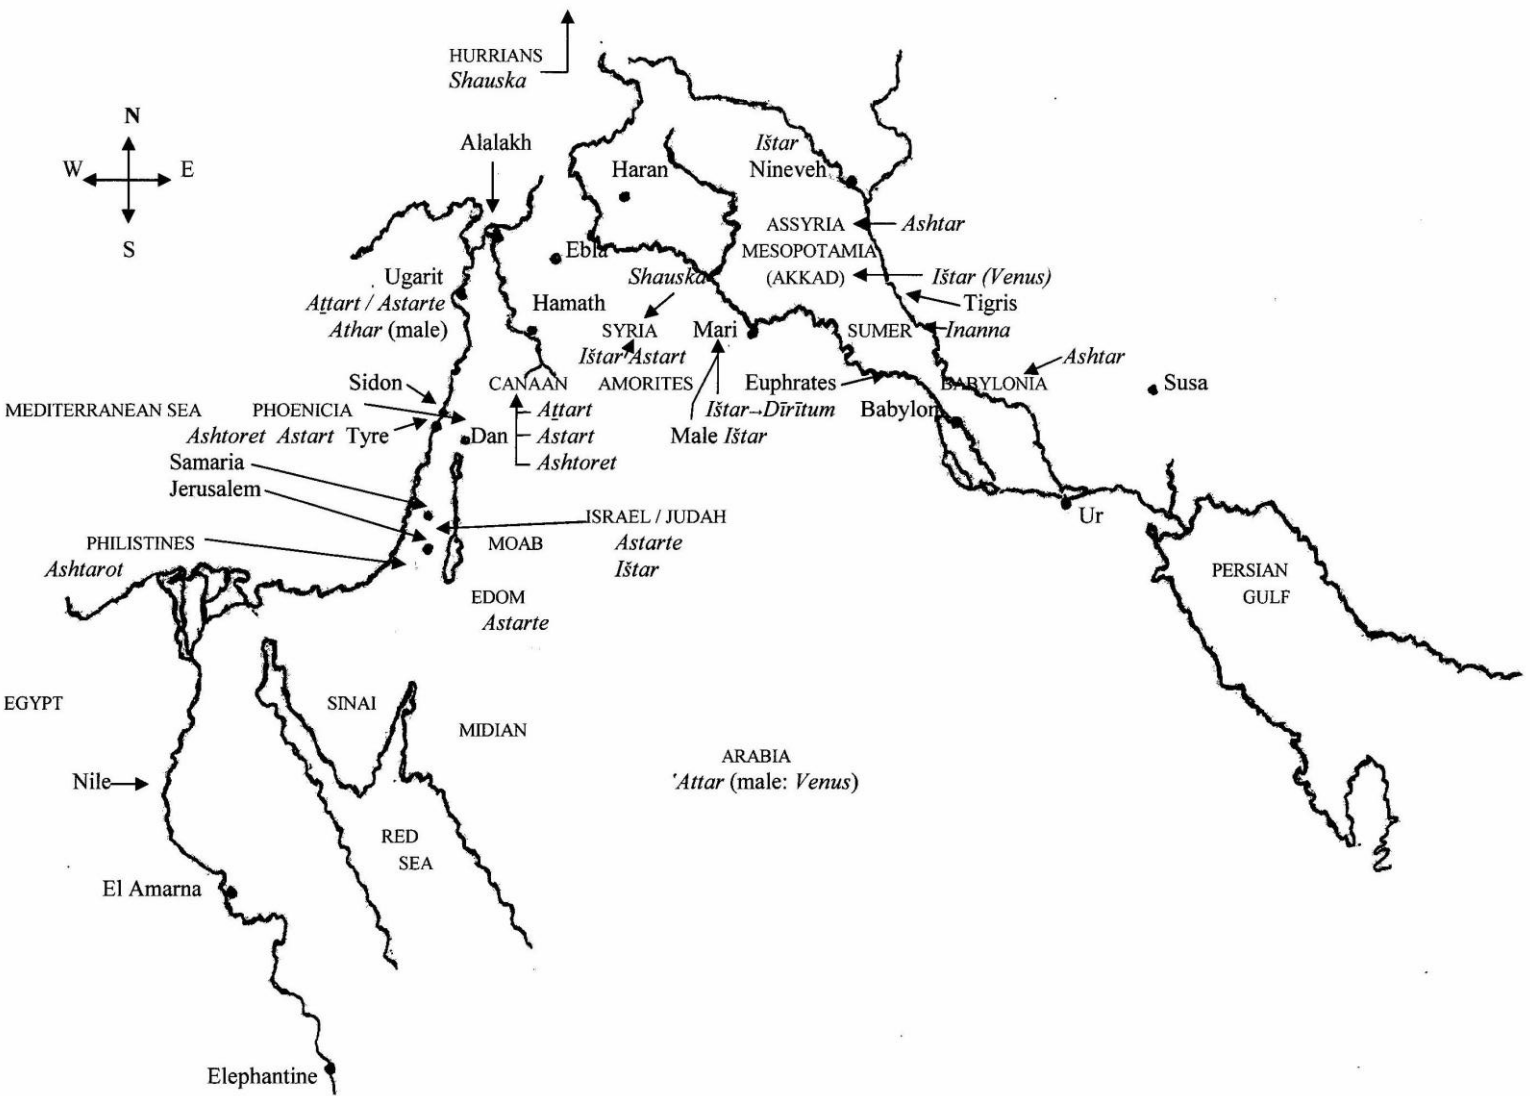 HURRIANS
Shauska
N
W E
S
Alalakh
Haran
Ištar
Nineveh
ASSYRIA
Ashtar
MESOPOTAMIA
(AKKAD)
Ištar (Venus)
Tigris
Ebla
Shauska
Ugarit
Aṯtart / Astarte
Athar (male)
Hamath
SYRIA
Ištar Astart
Mari
SUMER
Inanna
Sidon
CANAAN
Aṯtart
Astart
Ashtoret
AMORITES
Euphrates
BABYLONIA
Ashtar
Susa
MEDITERRANEAN SEA
PHOENICIA
Ashtoret Astart
Tyre
Dan
Ištar→Dīrītum
Male Ištar
Babylon
Samaria
Jerusalem
ISRAEL / JUDAH
Astarte
Ištar
Ur
PHILISTINES
Ashtarot
MOAB
EDOM
Astarte
PERSIAN
GULF
EGYPT
SINAI
MIDIAN
ARABIA
‘Attar (male: Venus)
Nile
RED
SEA
El Amarna
Elephantine